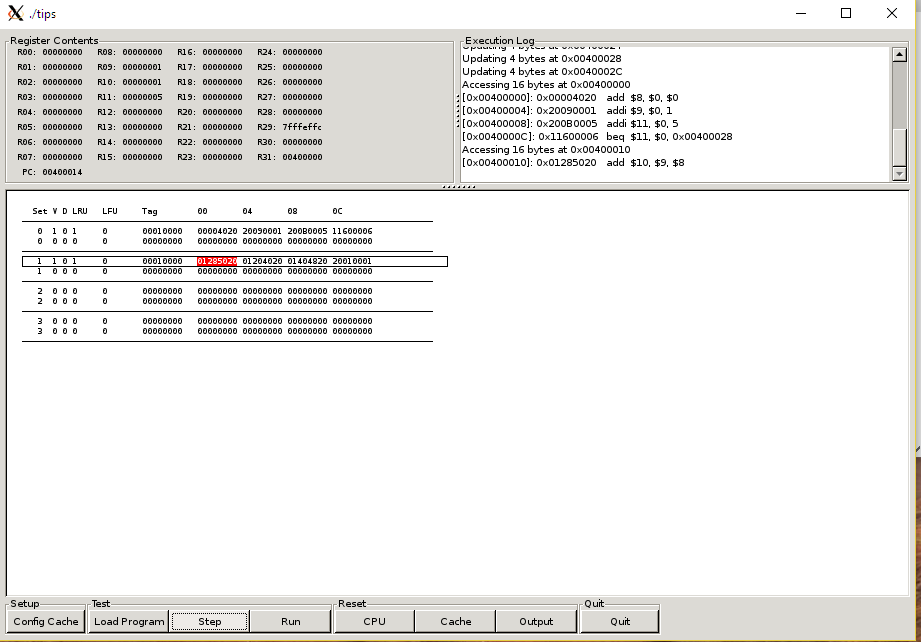 ./tips
Register Contents
R00: 00000000 R08: 00000000 R16: 00000000 R24: 00000000
R01: 00000000 R09: 00000001 R17: 00000000 R25: 00000000
R02: 00000000 R10: 00000001 R18: 00000000 R26: 00000000
R03: 00000000 R11: 00000005 R19: 00000000 R27: 00000000
R04: 00000000 R12: 00000000 R20: 00000000 R28: 00000000
R05: 00000000 R13: 00000000 R21: 00000000 R29: 7fffeffc
R06: 00000000 R14: 00000000 R22: 00000000 R30: 00000000
R07: 00000000 R15: 00000000 R23: 00000000 R31: 00400000
PC: 00400014
Execution Log
Updating 4 bytes at 0x00400024
Updating 4 bytes at 0x00400028
Updating 4 bytes at 0x0040002C
Accessing 16 bytes at 0x00400000
[0x00400000]: 0x00004020 add $8, $0, $0
[0x00400004]: 0x20090001 addi $9, $0, 1
[0x00400008]: 0x200B0005 addi $11, $0, 5
[0x0040000C]: 0x11600006 beq $11, $0, 0x00400028
Accessing 16 bytes at 0x00400010
[0x00400010]: 0x01285020 add $10, $9, $8
Set V D LRU LFU Tag 00 04 08 0C
0 1 0 1 0 00010000 00004020 20090001 200B0005 11600006
0 0 0 0 0 00000000 00000000 00000000 00000000 00000000
1 1 0 1 0 00010000 01285020 01204020 01404820 20010001
1 0 0 0 0 00000000 00000000 00000000 00000000 00000000
2 0 0 0 0 00000000 00000000 00000000 00000000 00000000
2 0 0 0 0 00000000 00000000 00000000 00000000 00000000
3 0 0 0 0 00000000 00000000 00000000 00000000 00000000
3 0 0 0 0 00000000 00000000 00000000 00000000 00000000
Setup Test Reset Quit
Config Cache Load Program Step Run CPU Cache Output Quit